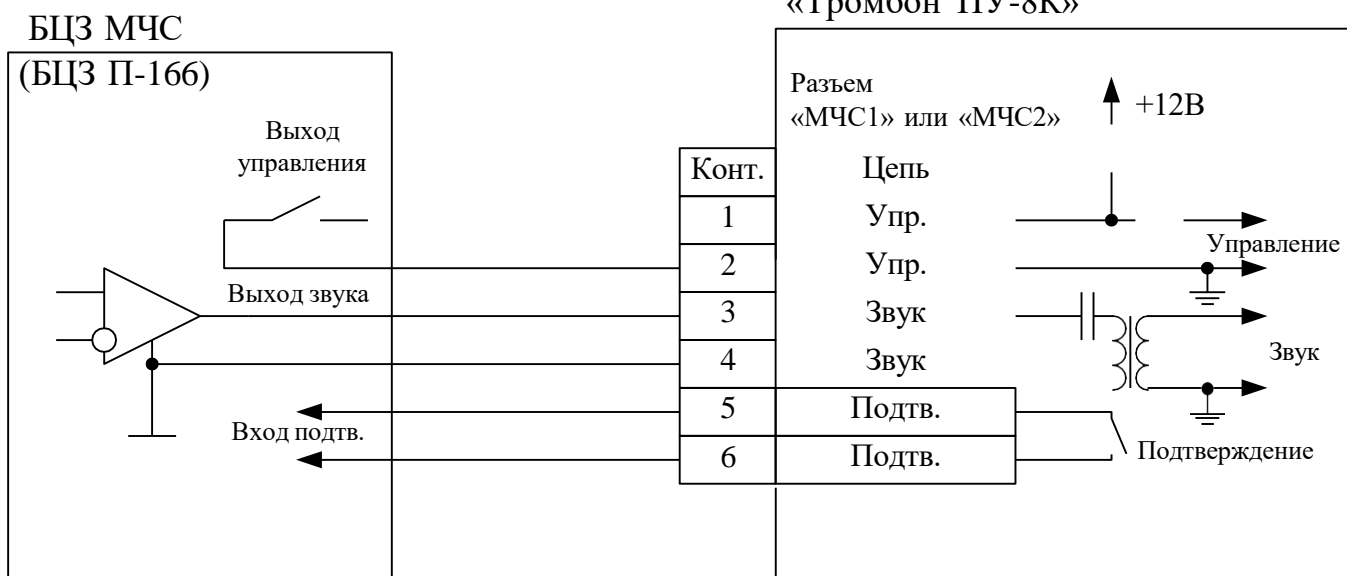 «Тромбон ПУ-8К»
БЦЗ МЧС
(БЦЗ П-166)
Разъем
«МЧС1» или «МЧС2»
+12В
Выход
управления
Конт.
Цепь
1
Упр.
2
Упр.
Управление
Выход звука
3
Звук
4
Звук
Звук
5
Подтв.
Вход подтв.
6
Подтв.
Подтверждение